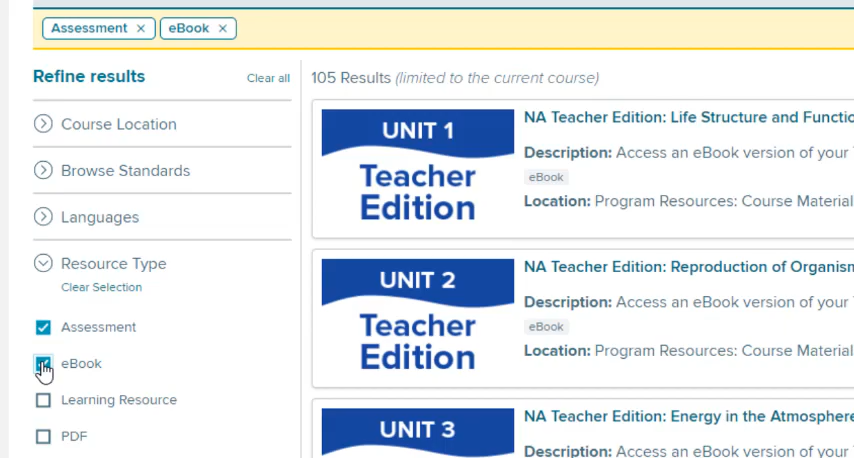 Assessment ×
eBook ×
Refine results
Clear all
Course Location
Browse Standards
Languages
Resource Type
Clear Selection
Assessment
eBook
Learning Resource
PDF
105 Results (limited to the current course)
UNIT 1
Teacher
Edition
NA Teacher Edition: Life Structure and
Description: Access an eBook version of your
eBook
Location: Program Resources: Course Material
UNIT 2
Teacher
Edition
NA Teacher Edition: Reproduction of
Description: Access an eBook version of your
eBook
Location: Program Resources: Course Material
UNIT 3
NA Teacher Edition: Energy in the Atmosphere
Description: Access an eBook version of your